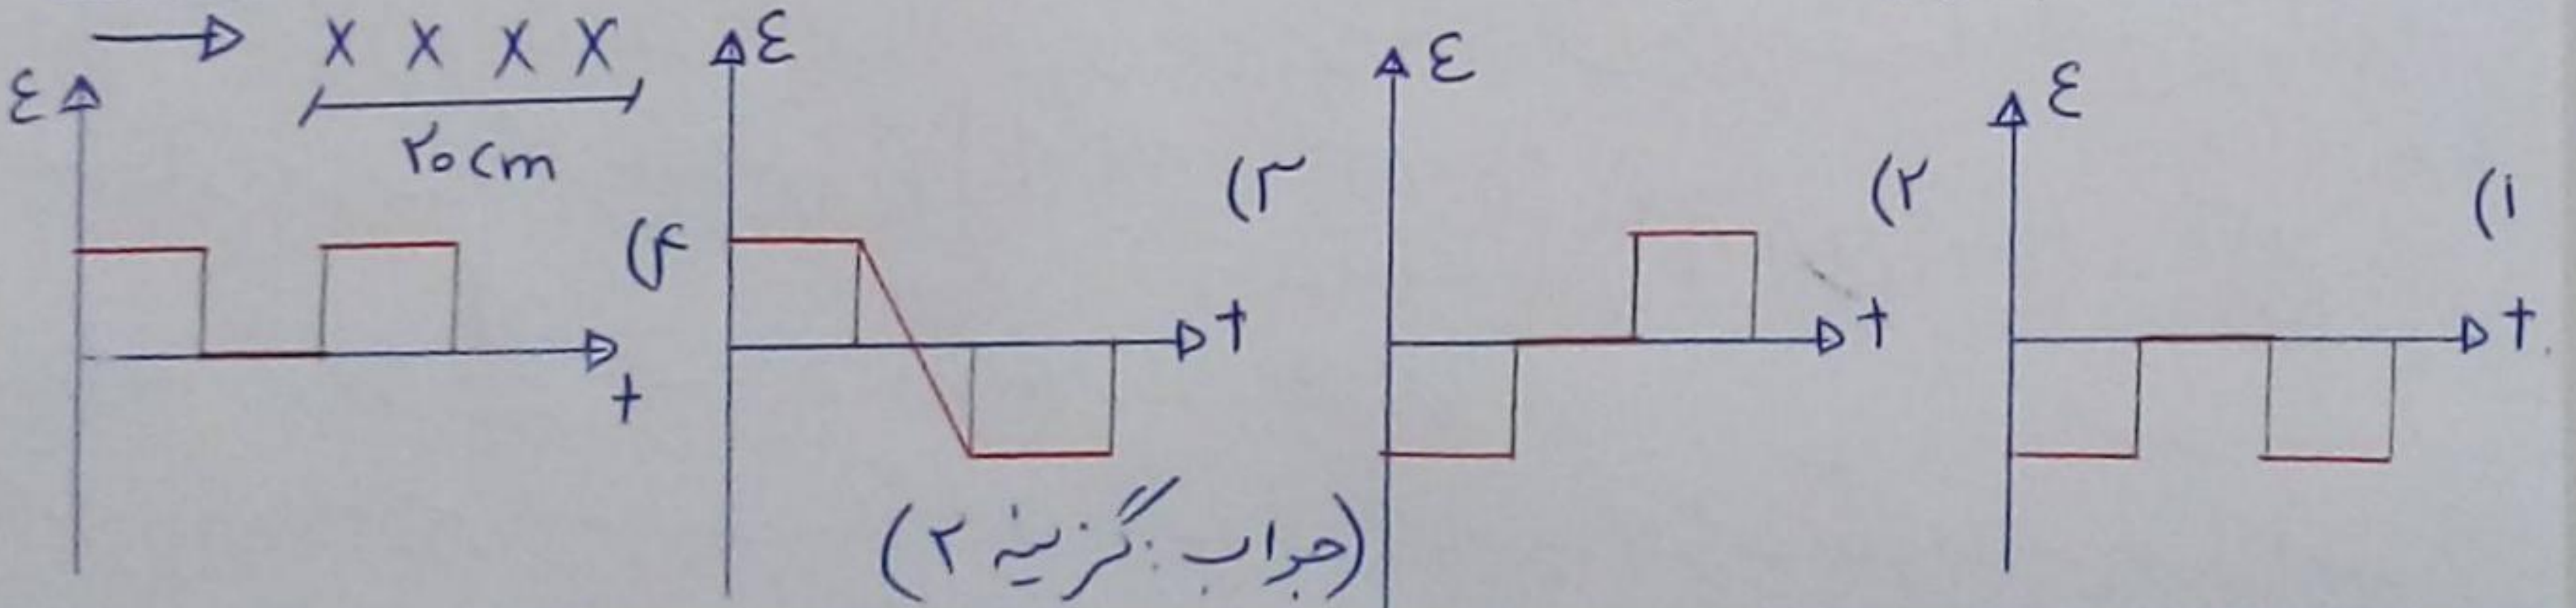 X X X X
۲۰cm
ε
t
۱)
ε
t
۲)
ε
t
۳)
ε
t
۴)
(جواب: گزینه ۲)